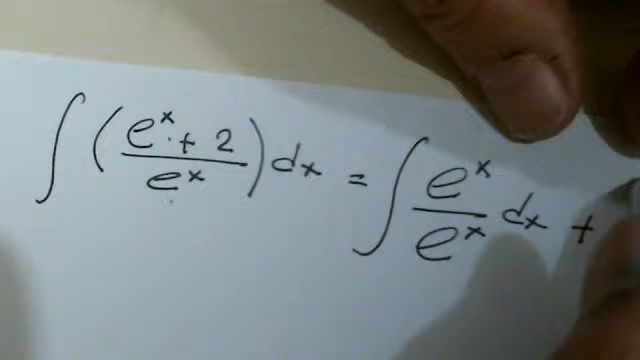 ∫ ( (eˣ + 2) / eˣ ) dx = ∫ eˣ / eˣ dx +